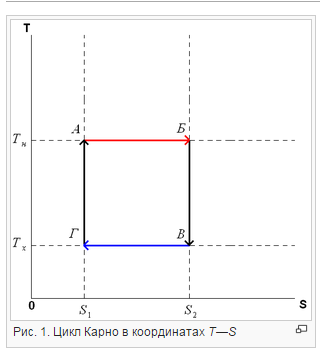 T
А Б
Tн
Г В
Tх
0 S
S1 S2
Рис. 1. Цикл Карно в координатах T—S